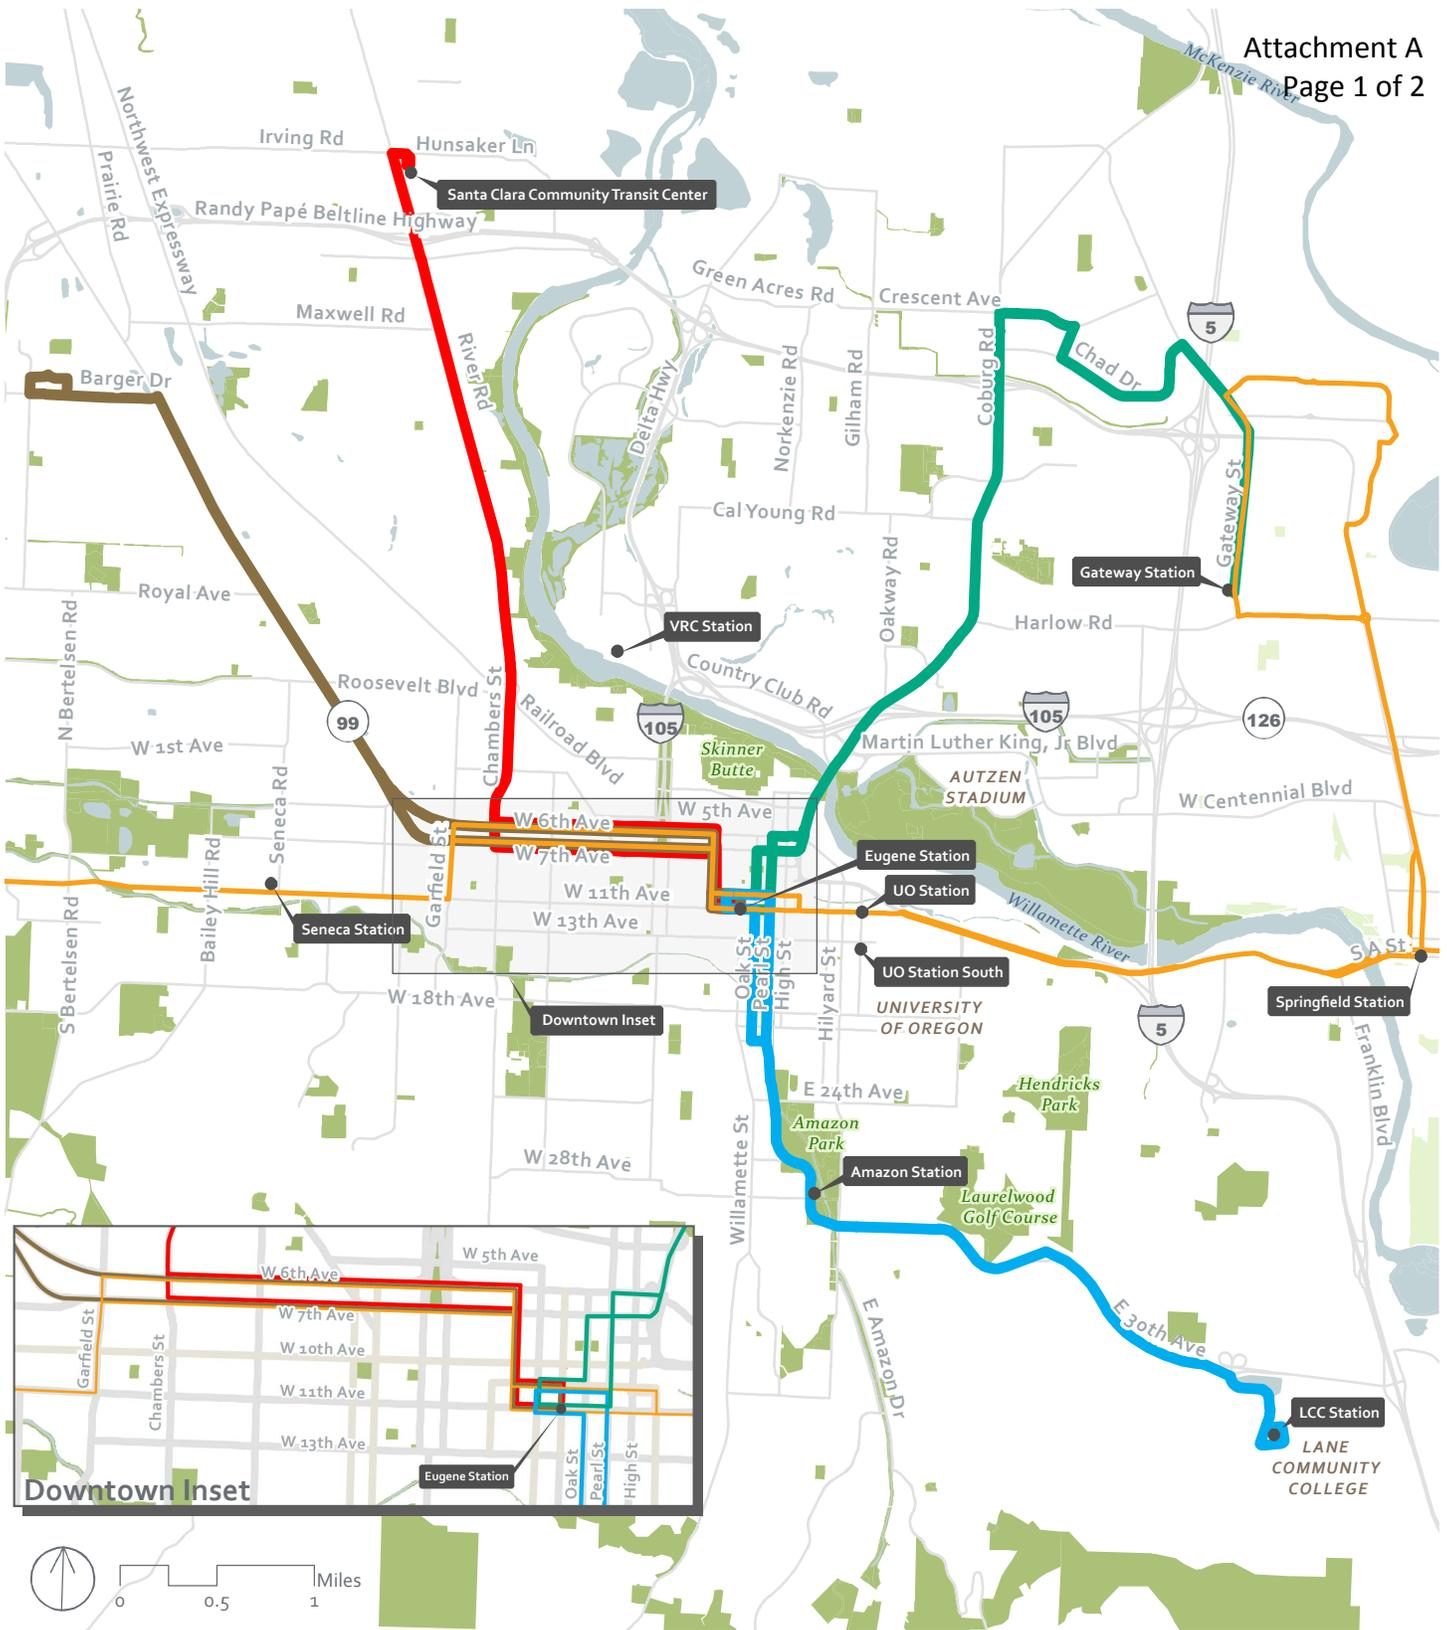 Attachment A
Page 1 of 2
McKenzie River
Northwest Expressway
Prairie Rd
Irving Rd
Hunsaker Ln
Santa Clara Community Transit Center
Randy Papé Beltline Highway
Green Acres Rd
Crescent Ave
Maxwell Rd
River Rd
5
Coburg Rd
Chad Dr
Barger Dr
Delta Hwy
Norkenzie Rd
Gilham Rd
Gateway St
Cal Young Rd
Oakway Rd
Gateway Station
Royal Ave
N Bertelsen Rd
VRC Station
Harlow Rd
Roosevelt Blvd
Chambers St
Railroad Blvd
Country Club Rd
99
105
105
126
W 1st Ave
Skinner
Butte
Martin Luther King, Jr Blvd
AUTZEN
STADIUM
Seneca Rd
W 5th Ave
W Centennial Blvd
W 6th Ave
W 7th Ave
Garfield St
Bailey Hill Rd
Eugene Station
UO Station
W 11th Ave
W 13th Ave
Seneca Station
S Bertelsen Rd
Willamette River
S A St
Oak St
Pearl St
High St
Hilyard St
UO Station South
W 18th Ave
Downtown Inset
UNIVERSITY
OF OREGON
Springfield Station
5
Franklin Blvd
E 24th Ave
Hendricks
Park
Amazon
Park
W 28th Ave
Willamette St
Amazon Station
Laurelwood
Golf Course
E Amazon Dr
E 30th Ave
LCC Station
LANE
COMMUNITY
COLLEGE
W 5th Ave
W 6th Ave
W 7th Ave
Garfield St
Chambers St
W 10th Ave
W 11th Ave
W 13th Ave
Eugene Station
Oak St
Pearl St
High St
Downtown Inset
Miles
0
0.5
1